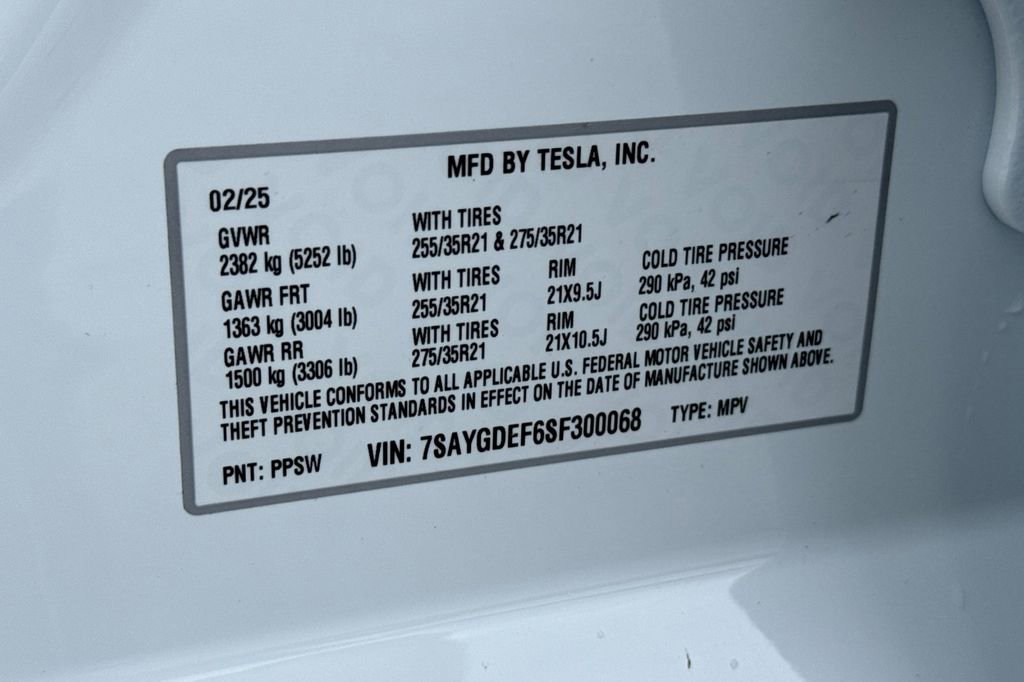 MFD BY TESLA, INC.
02/25
GVWR
2382 kg (5252 lb)
WITH TIRES
255/35R21 & 275/35R21
GAWR FRT
1363 kg (3004 lb)
WITH TIRES
255/35R21
RIM
21X9.5J
COLD TIRE PRESSURE
290 kPa, 42 psi
GAWR RR
1500 kg (3306 lb)
WITH TIRES
275/35R21
RIM
21X10.5J
COLD TIRE PRESSURE
290 kPa, 42 psi
THIS VEHICLE CONFORMS TO ALL APPLICABLE U.S. FEDERAL MOTOR VEHICLE SAFETY AND
THEFT PREVENTION STANDARDS IN EFFECT ON THE DATE OF MANUFACTURE SHOWN ABOVE.
PNT: PPSW VIN: 7SAYGDEF6SF300068 TYPE: MPV